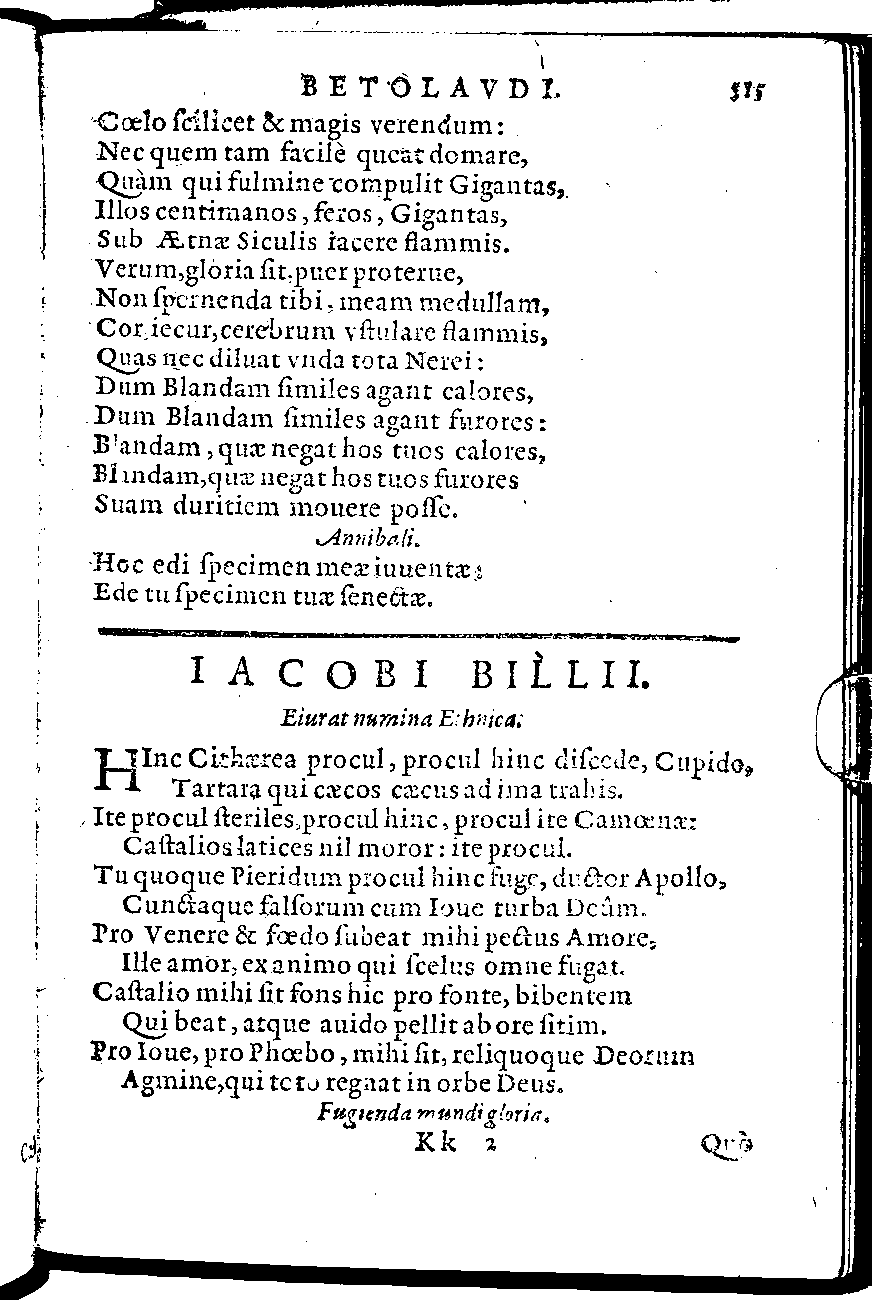 BETOLAVDI. 515
Cœlo ſcilicet & magis verendum:
Nec quem tam facilè queat domare,
Quàm qui fulmine compulit Gigantas,
Illos centimanos, feros, Gigantas,
Sub Ætnæ Siculis iacere flammis.
Verum, gloria ſit, puer proterue,
Non ſpernenda tibi, meam medullam,
Cor, iecur, cerebrum vſtulare flammis,
Quas nec diluat vnda tota Nerei:
Dum Blandam ſimiles agant calores,
Dum Blandam ſimiles agant furores:
Blandam, quæ negat hos tuos calores,
Blandam, quæ negat hos tuos furores
Suam duritiem mouere poſſe.
Annibali.
Hoc edi ſpecimen meæ iuuentæ;
Ede tu ſpecimen tuæ ſenectæ.
IACOBI BILLII.
Eiurat numina Ethnica.
HInc Cithærea procul, procul hinc diſcede, Cupido,
Tartara qui cæcos cæcus ad ima trahis.
Ite procul ſteriles, procul hinc, procul ite Camœnæ:
Caſtalios latices nil moror: ite procul.
Tu quoque Pieridum procul hinc fuge, ductor Apollo,
Cunctaque falſorum cum Ioue turba Deûm.
Pro Venere & fœdo ſubeat mihi pectus Amore,
Ille amor, ex animo qui ſcelus omne fugat.
Caſtalio mihi ſit fons hic pro fonte, bibentem
Qui beat, atque auido pellit ab ore ſitim.
Pro Ioue, pro Phœbo, mihi ſit, reliquoque Deorum
Agmine, qui toto regnat in orbe Deus.
Fugienda mundi gloria.
Kk 2 Quò